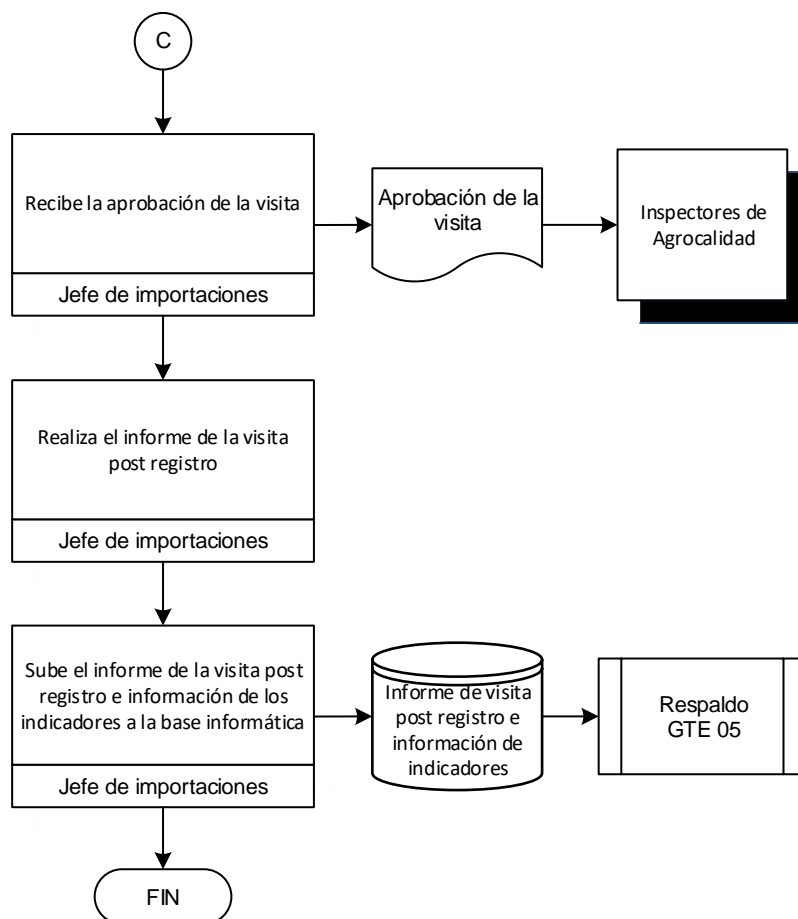 C
Recibe la aprobación de la visita
Jefe de importaciones
Aprobación de la
visita
Inspectores de
Agrocalidad
Realiza el informe de la visita
post registro
Jefe de importaciones
Sube el informe de la visita post
registro e información de los
indicadores a la base informática
Jefe de importaciones
Informe de visita
post registro e
información de
indicadores
Respaldo
GTE 05
FIN